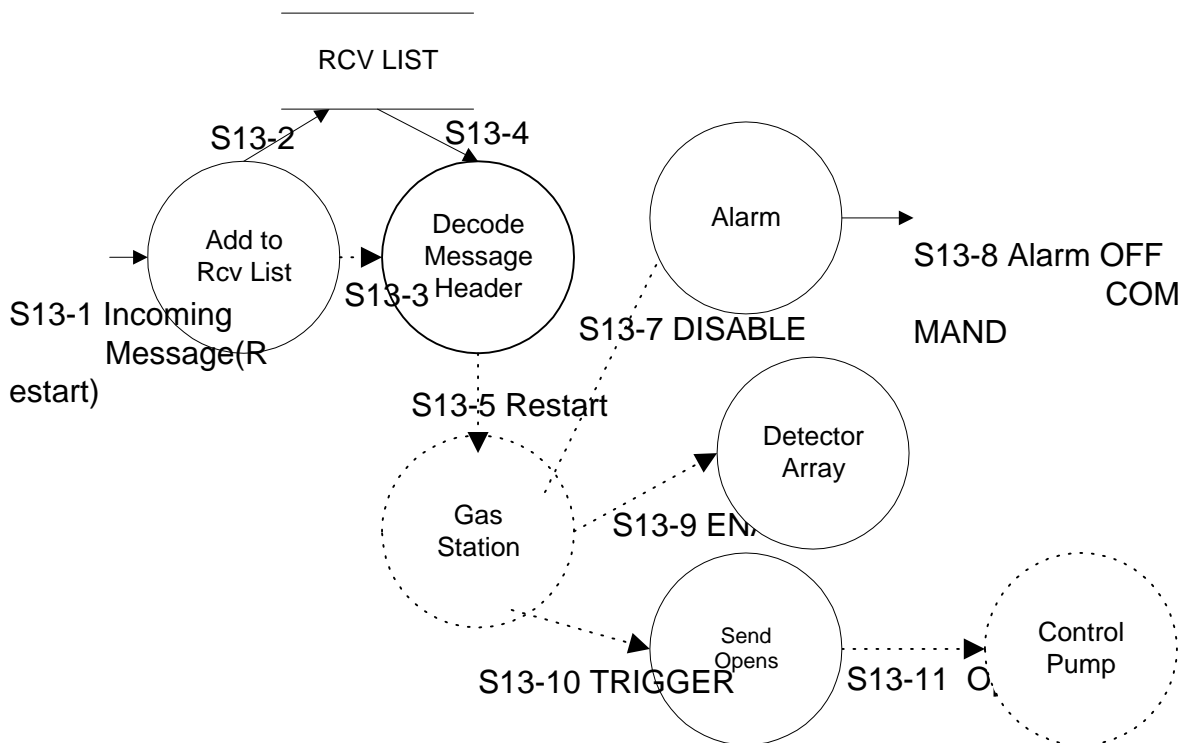 RCV LIST
S13-2
S13-4
Add to
Rcv List
Decode
Message
Header
Alarm
S13-3
S13-1 Incoming
Message(R
estart)
S13-8 Alarm OFF
COM
MAND
S13-7 DISABLE
S13-5 Restart
Detector
Array
Gas
Station
S13-9
Send
Opens
Control
Pump
S13-10 TRIGGER
S13-11